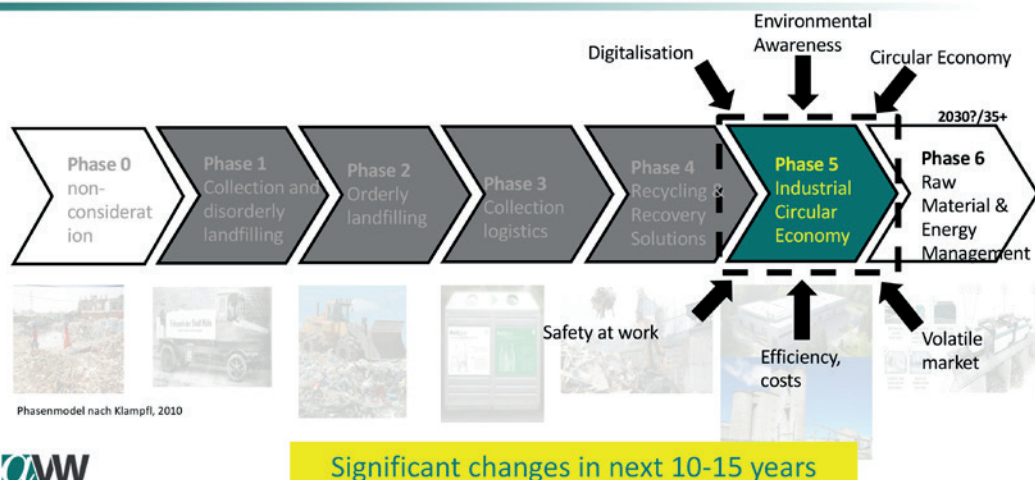 Environmental
Awareness
Digitalisation
Circular Economy
2030?/35+
Phase 0
non-
considerat
ion
Phase 1
Collection and
disorderly
landfilling
Phase 2
Orderly
landfilling
Phase 3
Collection
logistics
Phase 4
Recycling &
Recovery
Solutions
Phase 5
Industrial
Circular
Economy
Phase 6
Raw
Material &
Energy
Management
Safety at work
Efficiency,
costs
Volatile
market
Phasenmodel nach Klampfl, 2010
Significant changes in next 10-15 years